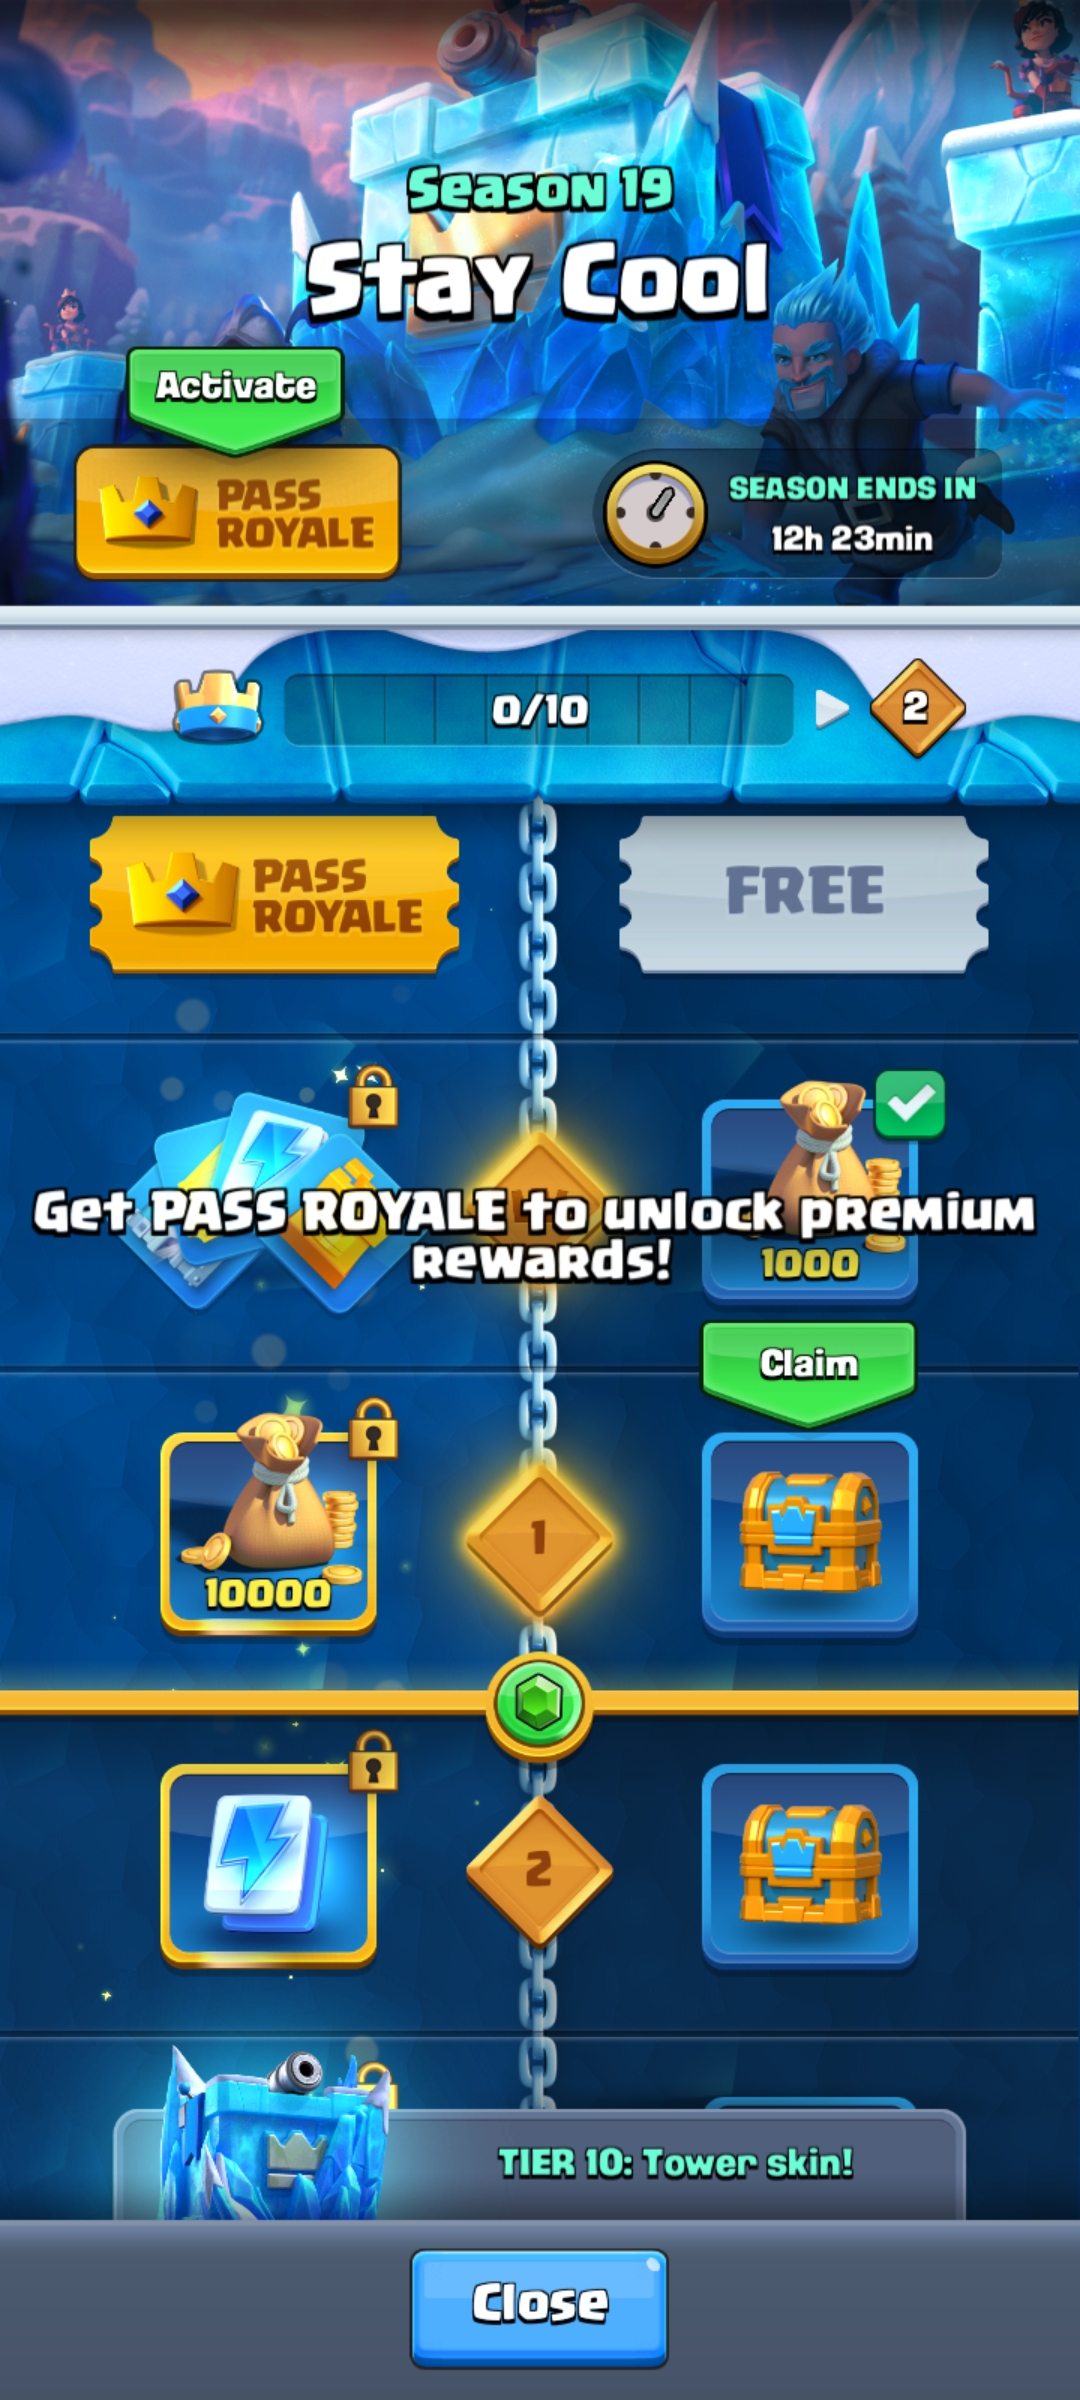 Season 19
Stay Cool
Activate
PASS
ROYALE
SEASON ENDS IN
12h 23min
0/10
2
PASS
ROYALE
FREE
Get PASS ROYALE to unlock premium
rewards!
1000
Claim
10000
1
2
TIER 10: Tower skin!
Close